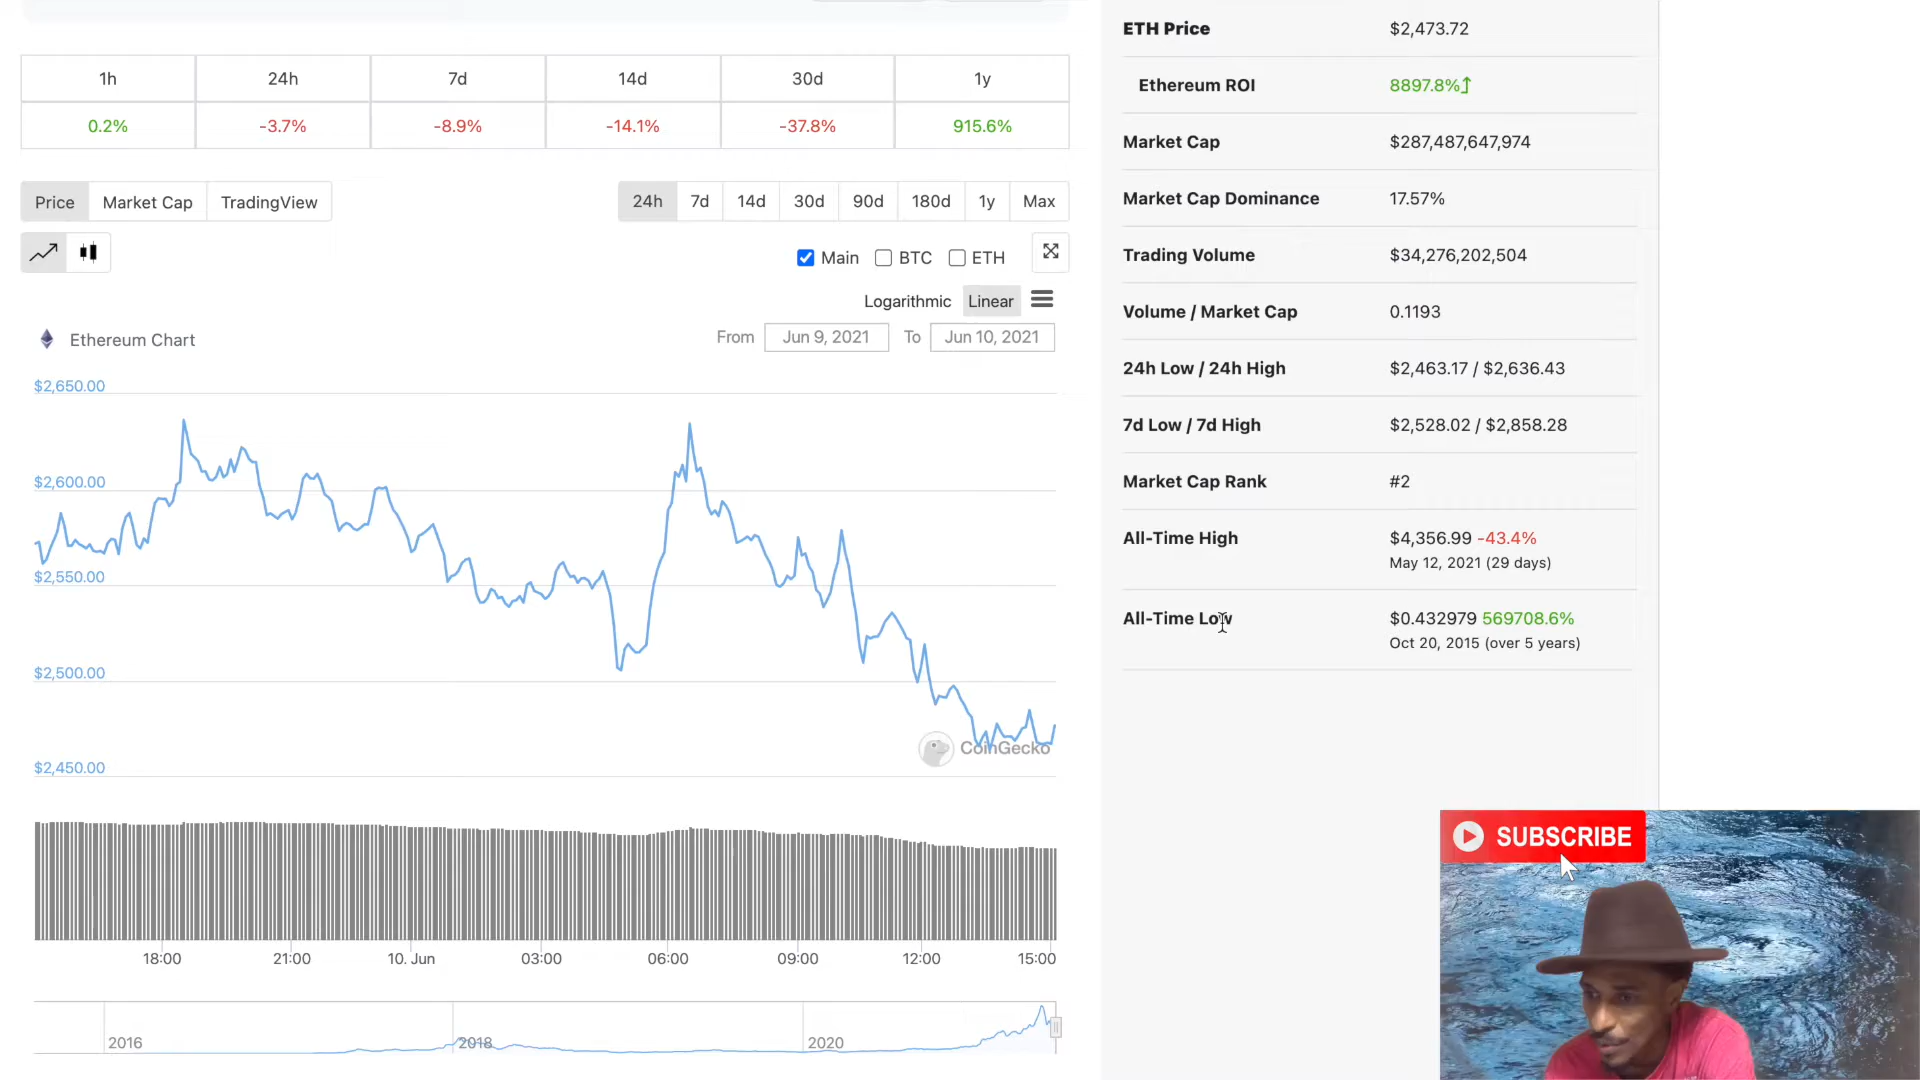 1h 24h 7d 14d 30d 1y
0.2% -3.7% -8.9% -14.1% -37.8% 915.6%
Price Market Cap TradingView
24h 7d 14d 30d 90d 180d 1y Max
Main BTC ETH
Logarithmic Linear
Ethereum Chart
From Jun 9, 2021 To Jun 10, 2021
$2,650.00
$2,600.00
$2,550.00
$2,500.00
$2,450.00
CoinGecko
18:00 21:00 10. Jun 03:00 06:00 09:00 12:00 15:00
2016 2018 2020
ETH Price $2,473.72
Ethereum ROI 8897.8%
Market Cap $287,487,647,974
Market Cap Dominance 17.57%
Trading Volume $34,276,202,504
Volume / Market Cap 0.1193
24h Low / 24h High $2,463.17 / $2,636.43
7d Low / 7d High $2,528.02 / $2,858.28
Market Cap Rank #2
All-Time High $4,356.99 -43.4%
May 12, 2021 (29 days)
All-Time Low $0.432979 569708.6%
Oct 20, 2015 (over 5 years)
SUBSCRIBE